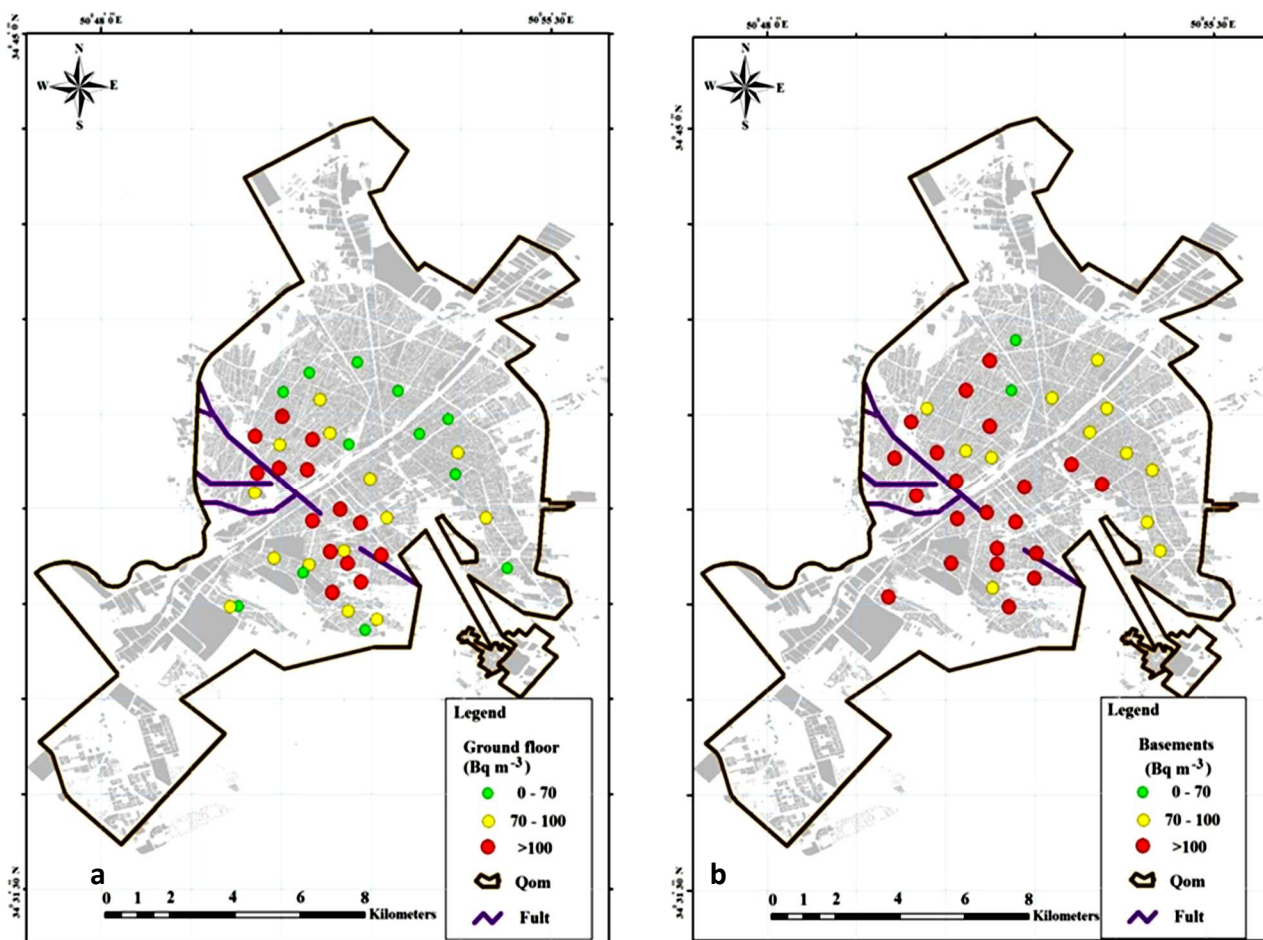 50° 48' 0" E
50° 55' 30" E
34° 45' 0" N
N
W
E
S
Legend
Ground floor
(Bq m⁻³)
0 - 70
70 - 100
>100
Qom
Fult
a
0 1 2 4 6 8
Kilometers
34° 31' 30" N
50° 48' 0" E
50° 55' 30" E
34° 45' 0" N
N
W
E
S
Legend
Basements
(Bq m⁻³)
0 - 70
70 - 100
>100
Qom
Fult
b
0 1 2 4 6 8
Kilometers
34° 31' 30" N